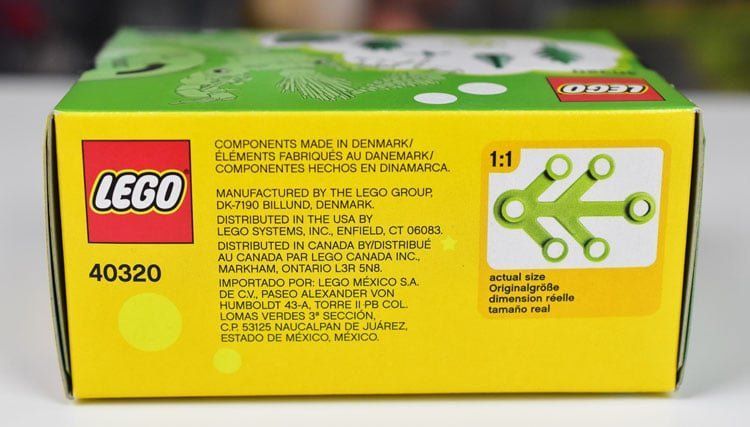 LEGO
LEGO
40320
COMPONENTS MADE IN DENMARK/
ÉLÉMENTS FABRIQUÉS AU DANEMARK/
COMPONENTES HECHOS EN DINAMARCA.
MANUFACTURED BY THE LEGO GROUP,
DK-7190 BILLUND, DENMARK.
DISTRIBUTED IN THE USA BY
LEGO SYSTEMS, INC., ENFIELD, CT 06083.
DISTRIBUTED IN CANADA BY/DISTRIBUÉ
AU CANADA PAR LEGO CANADA INC.,
MARKHAM, ONTARIO L3R 5N8.
IMPORTADO POR: LEGO MÉXICO S.A.
DE C.V., PASEO ALEXANDER VON
HUMBOLDT 43-A, TORRE II PB COL.
LOMAS VERDES 3ª SECCIÓN,
C.P. 53125 NAUCALPAN DE JUÁREZ,
ESTADO DE MÉXICO, MÉXICO.
1:1
actual size
Originalgröße
dimension réelle
tamaño real